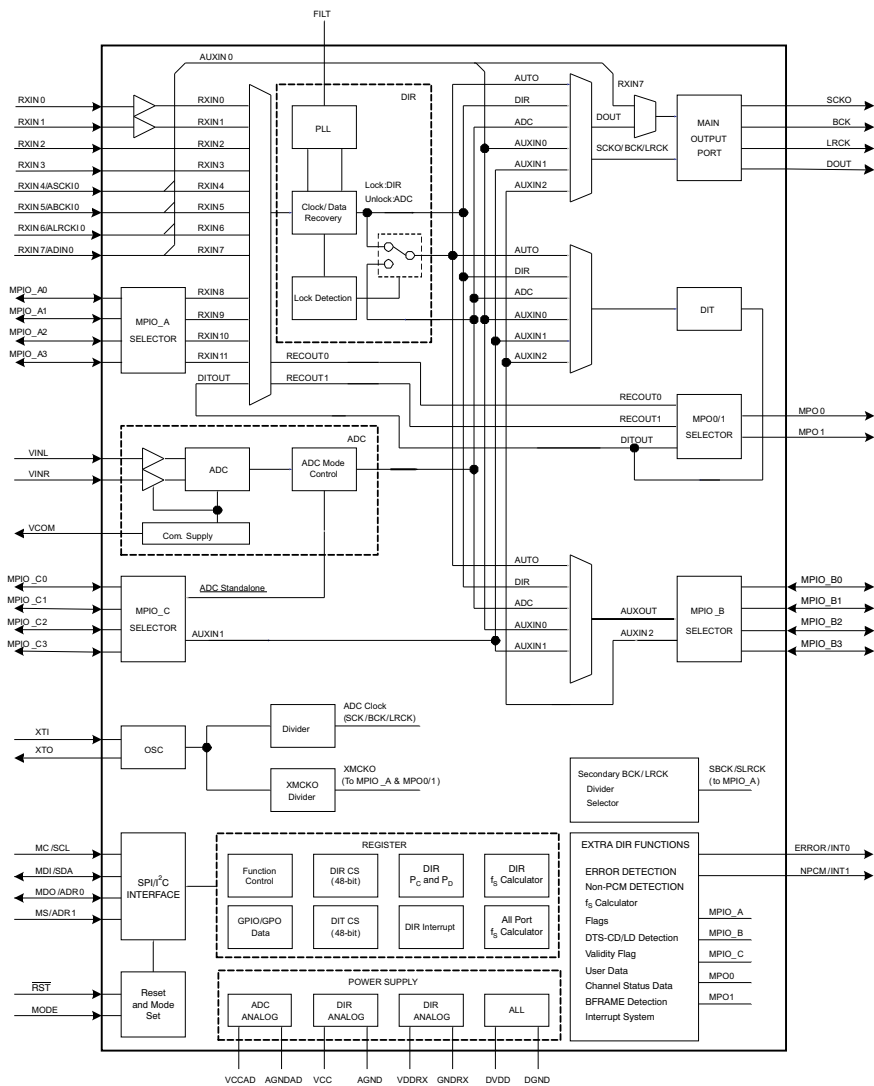 FILT
AUXIN 0
RXIN7
RXIN 0
RXIN0
RXIN 1
RXIN1
RXIN 2
RXIN2
RXIN 3
RXIN3
RXIN 4/ASCKI0
RXIN4
RXIN 5/ABCKI0
RXIN5
RXIN 6/ALRCKI0
RXIN6
RXIN 7/ADIN0
RXIN7
DIR
PLL
Clock/Data
Recovery
Lock Detection
Lock:DIR
Unlock:ADC
AUTO
DIR
ADC
AUXIN0
AUXIN1
AUXIN2
DOUT
SCKO/BCK/LRCK
MAIN
OUTPUT
PORT
SCKO
BCK
LRCK
DOUT
MPIO_A0
MPIO_A1
MPIO_A2
MPIO_A3
MPIO_A
SELECTOR
RXIN8
RXIN9
RXIN10
RXIN11
DITOUT
RECOUT0
RECOUT1
AUTO
DIR
ADC
AUXIN0
AUXIN1
AUXIN2
DIT
RECOUT0
RECOUT1
DITOUT
MPO0/1
SELECTOR
MPO 0
MPO 1
VINL
VINR
VCOM
ADC
ADC
ADC Mode
Control
Com. Supply
MPIO_C0
MPIO_C1
MPIO_C2
MPIO_C3
MPIO_C
SELECTOR
ADC Standalone
AUXIN1
AUTO
DIR
ADC
AUXIN0
AUXIN1
AUXOUT
AUXIN 2
MPIO_B
SELECTOR
MPIO_B0
MPIO_B1
MPIO_B2
MPIO_B3
XTI
XTO
OSC
Divider
ADC Clock
(SCK/BCK/LRCK)
XMCKO
Divider
XMCKO
(To MPIO_A & MPO0/1)
Secondary BCK/LRCK
Divider
Selector
SBCK/SLRCK
(to MPIO_A)
MC/SCL
MDI/SDA
MDO/ADR 0
MS/ADR1
SPI/I2C
INTERFACE
RST
MODE
Reset
and Mode
Set
REGISTER
Function
Control
DIR CS
(48-bit)
DIR
PC and PD
DIR
fS Calculator
GPIO/GPO
Data
DIT CS
(48-bit)
DIR Interrupt
All Port
fS Calculator
POWER SUPPLY
ADC
ANALOG
DIR
ANALOG
DIR
ANALOG
ALL
VCCAD
AGNDAD
VCC
AGND
VDDRX
GNDRX
DVDD
DGND
EXTRA DIR FUNCTIONS
ERROR DETECTION
Non-PCM DETECTION
fS Calculator
Flags
DTS-CD/LD Detection
Validity Flag
User Data
Channel Status Data
BFRAME Detection
Interrupt System
ERROR/INT0
NPCM/INT1
MPIO_A
MPIO_B
MPIO_C
MPO0
MPO1